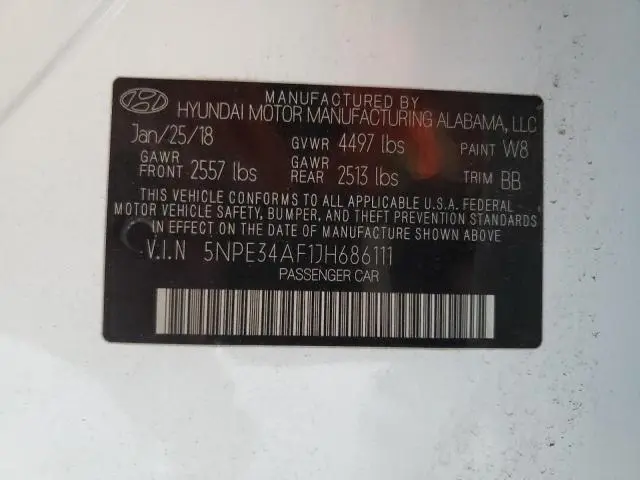 MANUFACTURED BY
HYUNDAI MOTOR MANUFACTURING ALABAMA, LLC
Jan/25/18 GVWR 4497 lbs PAINT W8
GAWR FRONT 2557 lbs GAWR REAR 2513 lbs TRIM BB
THIS VEHICLE CONFORMS TO ALL APPLICABLE U.S.A. FEDERAL
MOTOR VEHICLE SAFETY, BUMPER, AND THEFT PREVENTION STANDARDS
IN EFFECT ON THE DATE OF MANUFACTURE SHOWN ABOVE.
V.I.N 5NPE34AF1JH686111
PASSENGER CAR